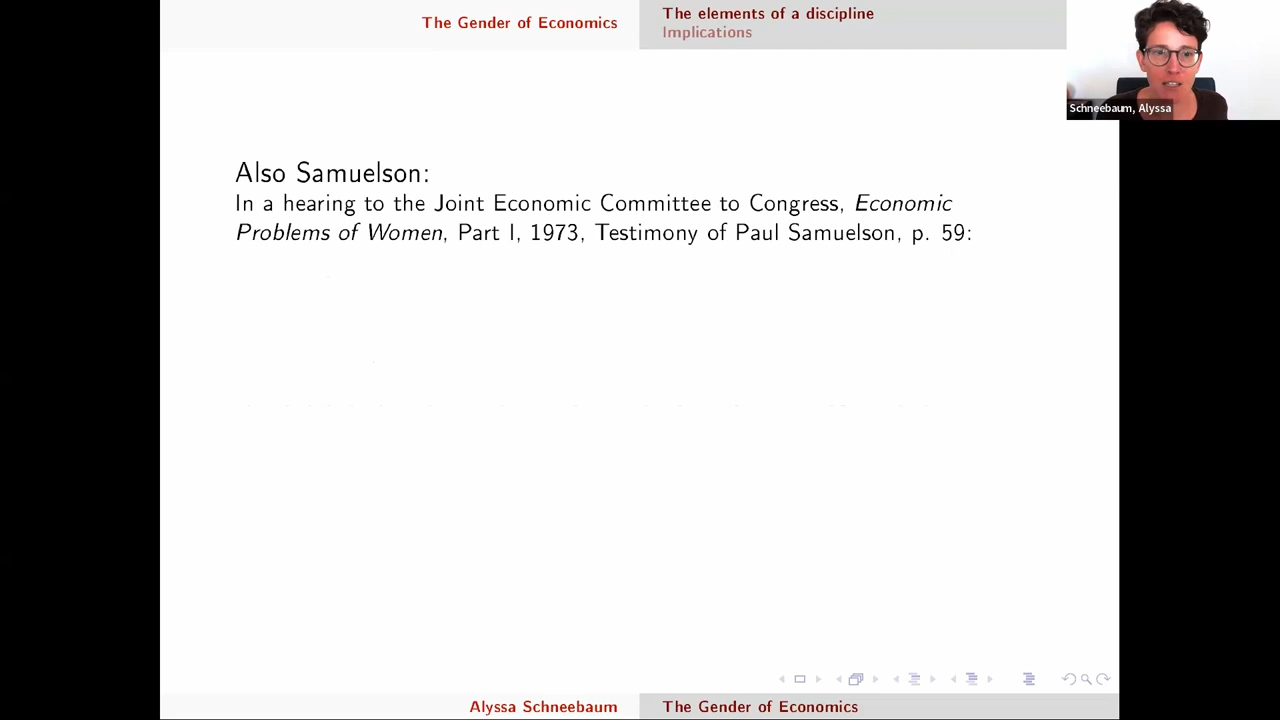 The Gender of Economics
The elements of a discipline
Implications
Schneebaum, Alyssa
Also Samuelson:
In a hearing to the Joint Economic Committee to Congress, Economic
Problems of Women, Part I, 1973, Testimony of Paul Samuelson, p. 59:
Alyssa Schneebaum
The Gender of Economics